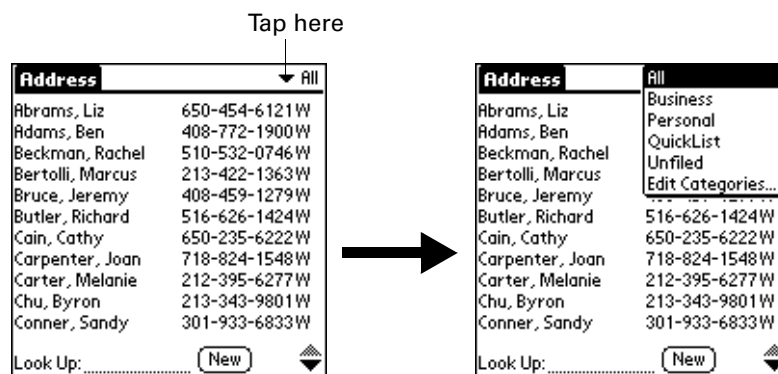 Tap here
Address All
Abrams, Liz 650-454-6121W
Adams, Ben 408-772-1900W
Beckman, Rachel 510-532-0746W
Bertolli, Marcus 213-422-1363W
Bruce, Jeremy 408-459-1279W
Butler, Richard 516-626-1424W
Cain, Cathy 650-235-6222W
Carpenter, Joan 718-824-1548W
Carter, Melanie 212-395-6277W
Chu, Byron 213-343-9801W
Conner, Sandy 301-933-6833W
Look Up: New
Address
All
Business
Personal
QuickList
Unfiled
Edit Categories...
Abrams, Liz
Adams, Ben
Beckman, Rachel
Bertolli, Marcus
Bruce, Jeremy
Butler, Richard 516-626-1424W
Cain, Cathy 650-235-6222W
Carpenter, Joan 718-824-1548W
Carter, Melanie 212-395-6277W
Chu, Byron 213-343-9801W
Conner, Sandy 301-933-6833W
Look Up: New